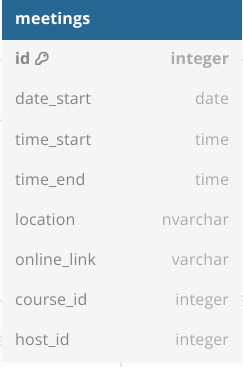 meetings
id integer
date_start date
time_start time
time_end time
location nvarchar
online_link varchar
course_id integer
host_id integer